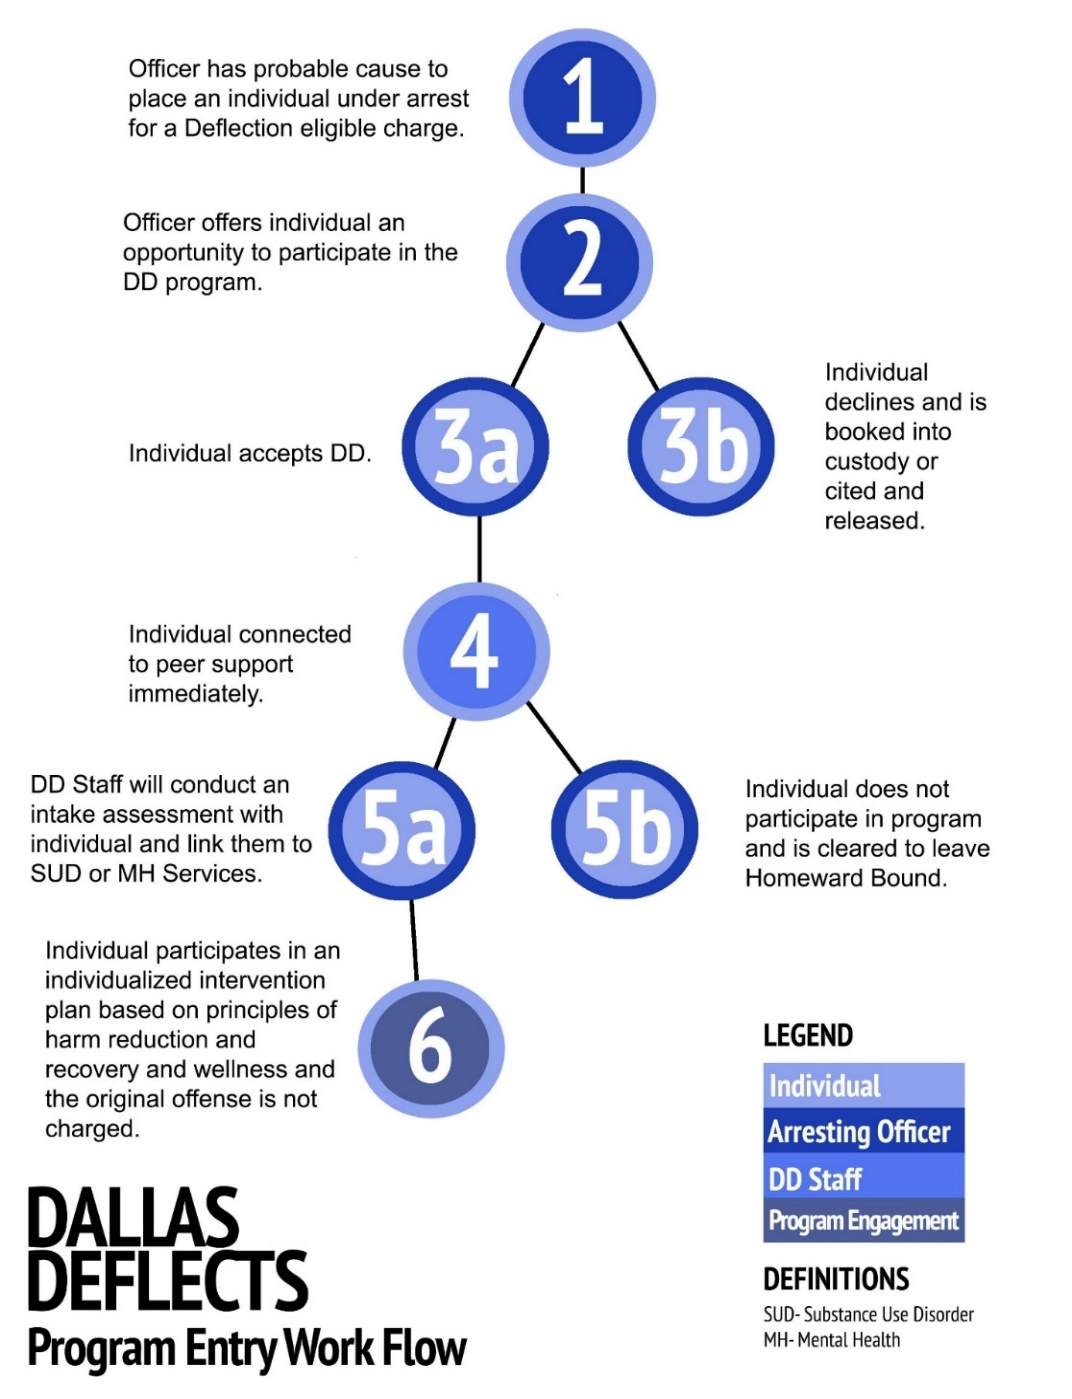 Officer has probable cause to
place an individual under arrest
for a Deflection eligible charge.
1
Officer offers individual an
opportunity to participate in the
DD program.
2
Individual accepts DD.
3a
3b
Individual
declines and is
booked into
custody or
cited and
released.
Individual connected
to peer support
immediately.
4
DD Staff will conduct an
intake assessment with
individual and link them to
SUD or MH Services.
5a
5b
Individual does not
participate in program
and is cleared to leave
Homeward Bound.
Individual participates in an
individualized intervention
plan based on principles of
harm reduction and
recovery and wellness and
the original offense is not
charged.
6
LEGEND
Individual
Arresting Officer
DD Staff
Program Engagement
DEFINITIONS
SUD- Substance Use Disorder
MH- Mental Health
DALLAS
DEFLECTS
Program Entry Work Flow